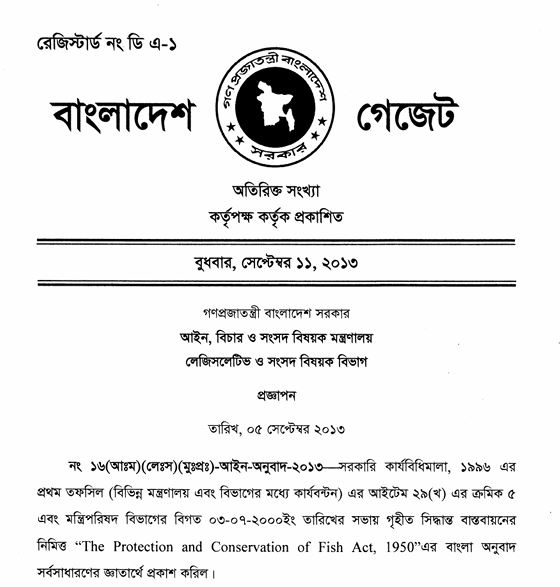 রেজিস্টার্ড নং ডি এ-১
বাংলাদেশ
গণপ্রজাতন্ত্রী বাংলাদেশ
সরকার
গেজেট
অতিরিক্ত সংখ্যা
কর্তৃপক্ষ কর্তৃক প্রকাশিত
বুধবার, সেপ্টেম্বর ১১, ২০১৩
গণপ্রজাতন্ত্রী বাংলাদেশ সরকার
আইন, বিচার ও সংসদ বিষয়ক মন্ত্রণালয়
লেজিসলেটিভ ও সংসদ বিষয়ক বিভাগ
প্রজ্ঞাপন
তারিখ, ০৫ সেপ্টেম্বর ২০১৩
নং ১৬(আঃম)(লেঃস)(মুঃপ্রঃ)-আইন-অনুবাদ-২০১৩—সরকারি কার্যবিধিমালা, ১৯৯৬ এর
প্রথম তফসিল (বিভিন্ন মন্ত্রণালয় এবং বিভাগের মধ্যে কার্যবন্টন) এর আইটেম ২৯(খ) এর ক্রমিক ৫
এবং মন্ত্রিপরিষদ বিভাগের বিগত ০৩-০৭-২০০০ইং তারিখের সভায় গৃহীত সিদ্ধান্ত বাস্তবায়নের
নিমিত্ত “The Protection and Conservation of Fish Act, 1950”এর বাংলা অনুবাদ
সর্বসাধারণের জ্ঞাতার্থে প্রকাশ করিল।